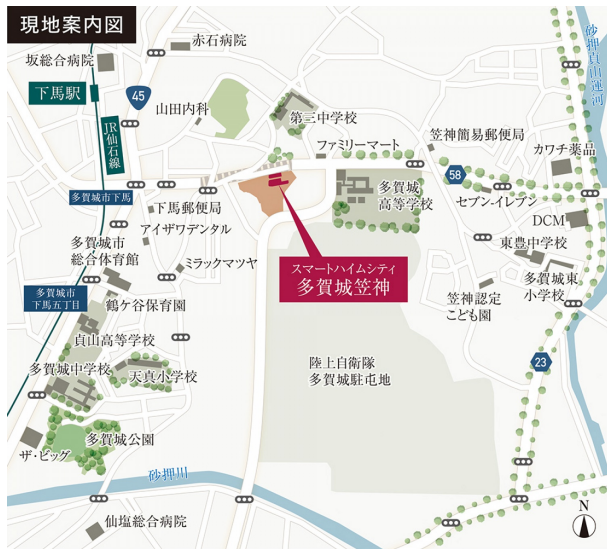 現地案内図
赤石病院
坂総合病院
砂押貞山運河
下馬駅
45
山田内科
第三中学校
JR仙石線
ファミリーマート
笠神簡易郵便局
カワチ薬品
58
多賀城市下馬
多賀城
高等学校
セブン-イレブン
下馬郵便局
DCM
アイザワデンタル
多賀城市
総合体育館
東豊中学校
ミラックマツヤ
スマートハイムシティ
多賀城笠神
多賀城東
小学校
多賀城市
下馬五丁目
笠神認定
こども園
鶴ケ谷保育園
貞山高等学校
陸上自衛隊
多賀城駐屯地
23
多賀城中学校
天真小学校
多賀城公園
ザ・ビッグ
砂押川
仙塩総合病院
N